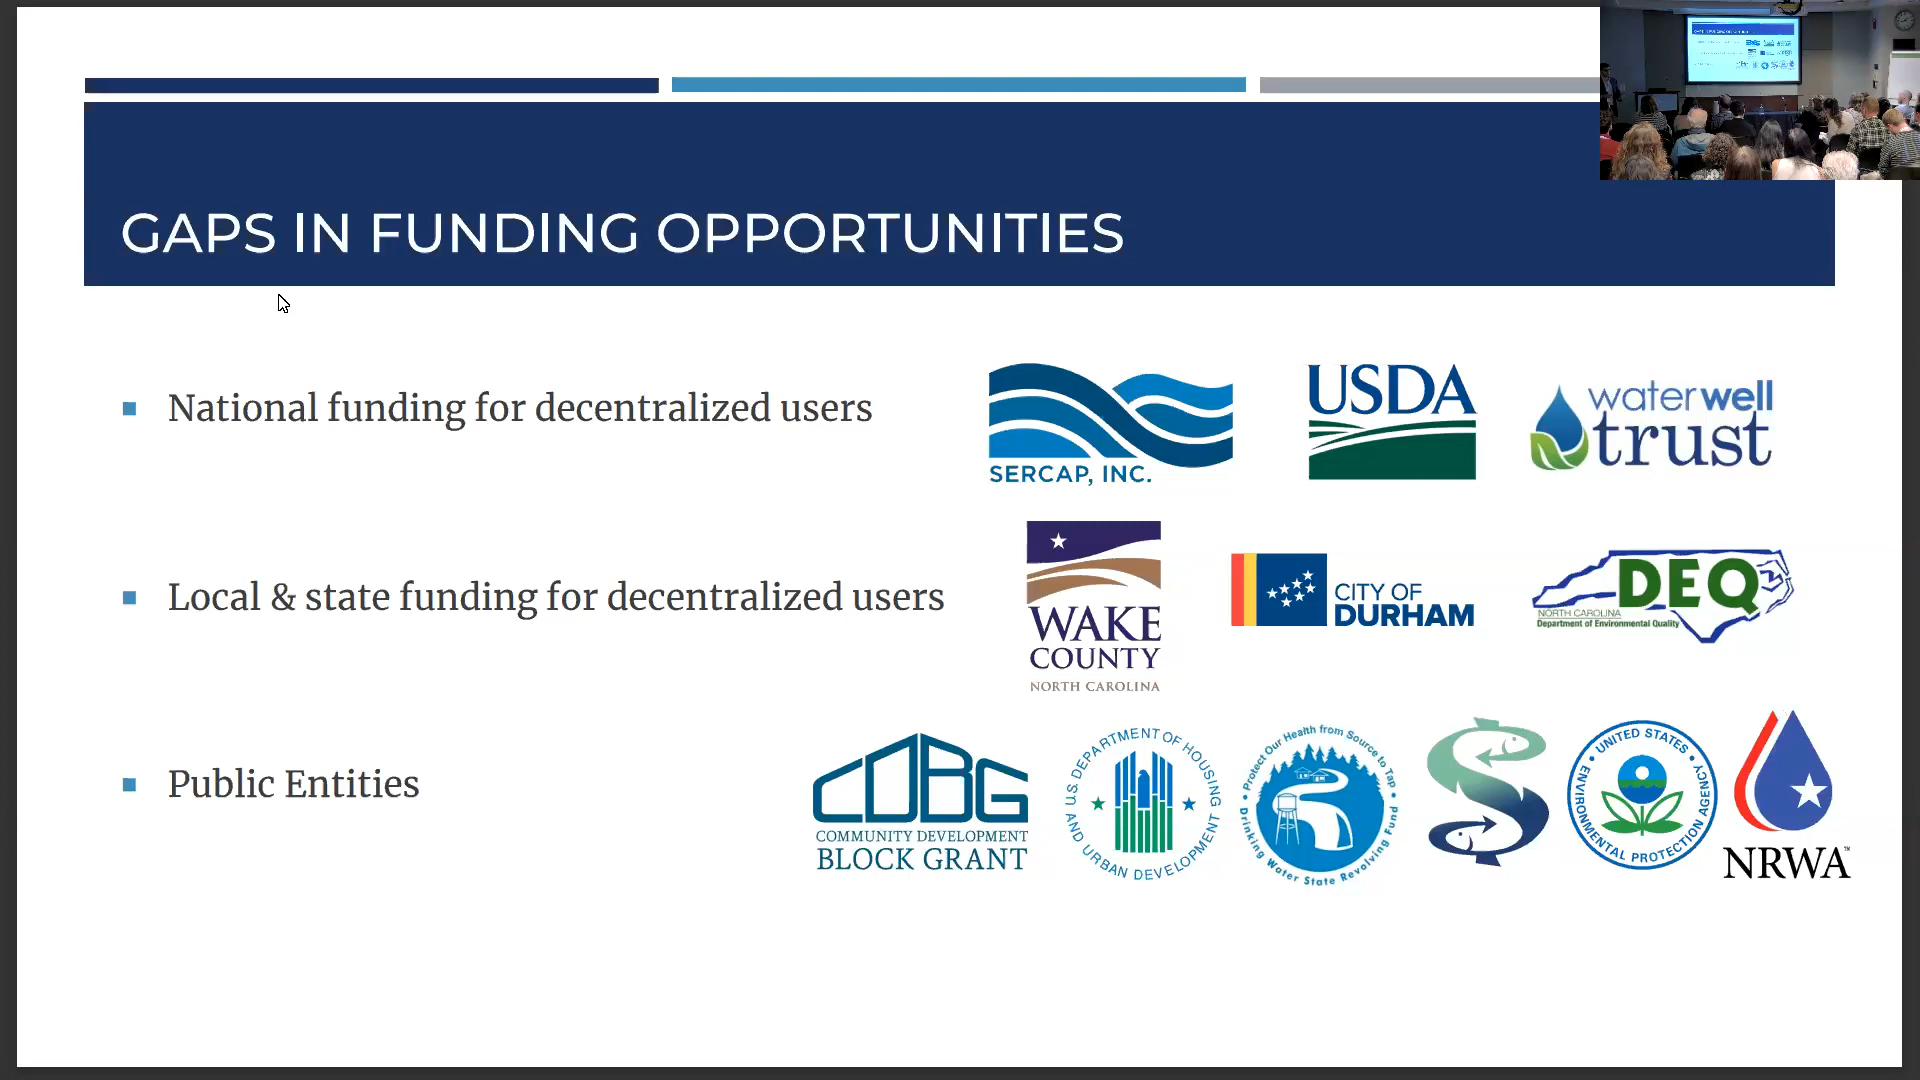 GAPS IN FUNDING OPPORTUNITIES
National funding for decentralized users
SERCAP, INC.
USDA
waterwell
trust
Local & state funding for decentralized users
WAKE
COUNTY
NORTH CAROLINA
CITY OF
DURHAM
DEQ
NORTH CAROLINA
Department of Environmental Quality
Public Entities
CDBG
COMMUNITY DEVELOPMENT
BLOCK GRANT
U.S. DEPARTMENT OF HOUSING
AND URBAN DEVELOPMENT
Protect Our Health from Source to Tap
Drinking Water State Revolving Fund
UNITED STATES
ENVIRONMENTAL PROTECTION AGENCY
NRWA™